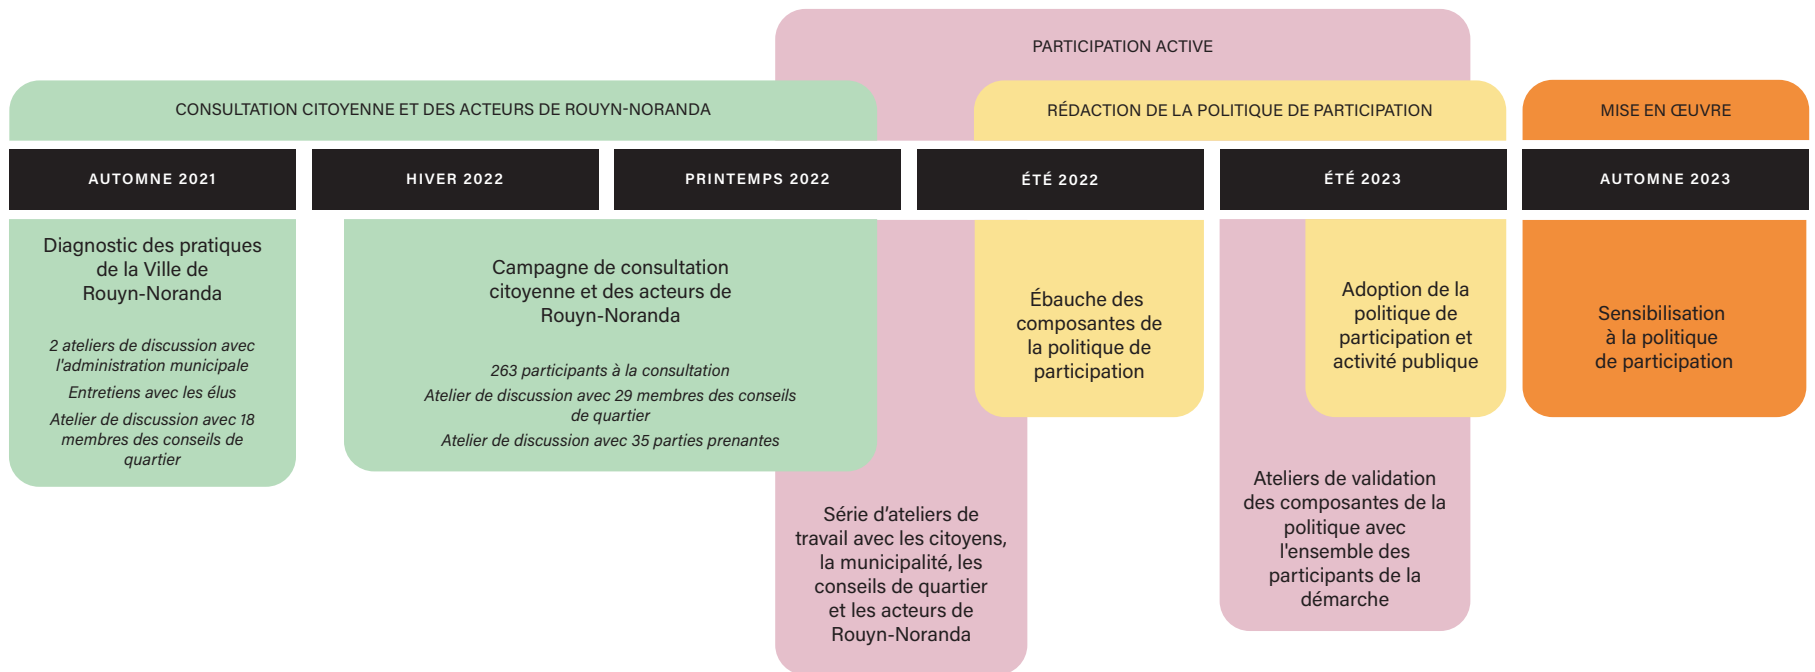 PARTICIPATION ACTIVE
CONSULTATION CITOYENNE ET DES ACTEURS DE ROUYN-NORANDA
RÉDACTION DE LA POLITIQUE DE PARTICIPATION
MISE EN ŒUVRE
AUTOMNE 2021
HIVER 2022
PRINTEMPS 2022
ÉTÉ 2022
ÉTÉ 2023
AUTOMNE 2023
Diagnostic des pratiques
de la Ville de
Rouyn-Noranda
2 ateliers de discussion avec
l'administration municipale
Entretiens avec les élus
Atelier de discussion avec 18
membres des conseils de
quartier
Campagne de consultation
citoyenne et des acteurs de
Rouyn-Noranda
263 participants à la consultation
Atelier de discussion avec 29 membres des conseils
de quartier
Atelier de discussion avec 35 parties prenantes
Série d’ateliers de
travail avec les citoyens,
la municipalité, les
conseils de quartier
et les acteurs de
Rouyn-Noranda
Ébauche des
composantes de
la politique de
participation
Adoption de la
politique de
participation et
activité publique
Ateliers de validation
des composantes de la
politique avec
l'ensemble des
participants de la
démarche
Sensibilisation
à la politique
de participation